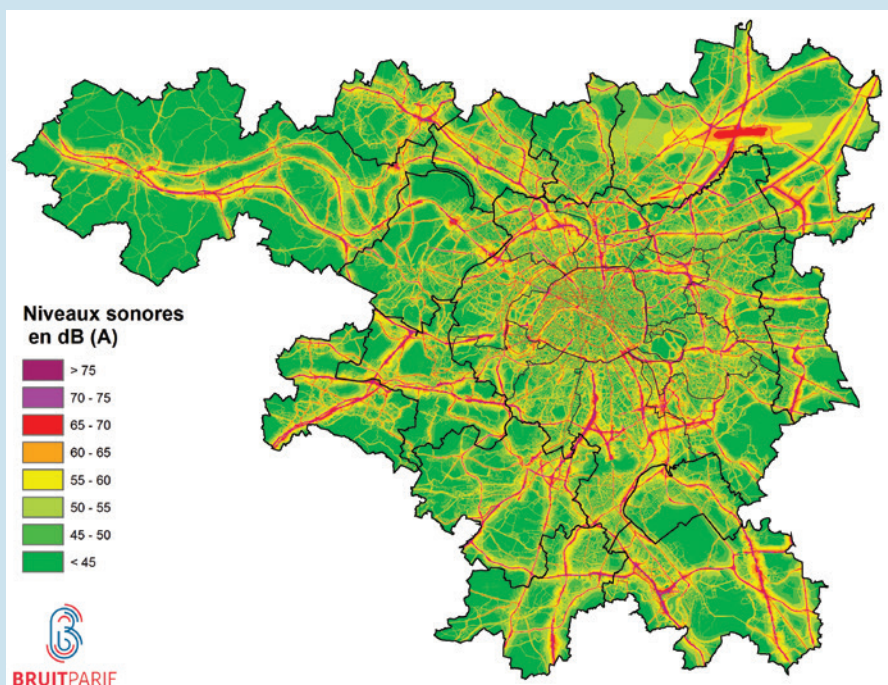 Niveaux sonores
en dB (A)
> 75
70 - 75
65 - 70
60 - 65
55 - 60
50 - 55
45 - 50
< 45
BRUITPARIF